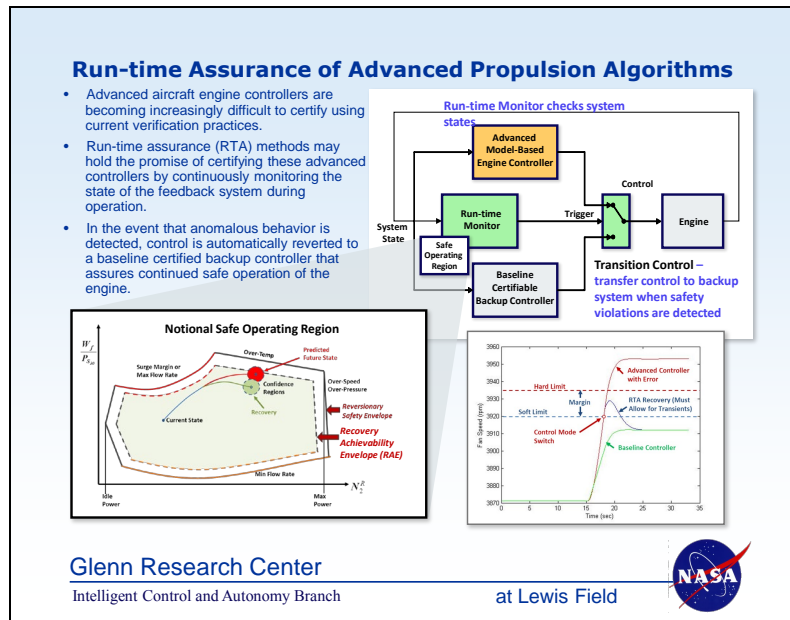 Run-time Assurance of Advanced Propulsion Algorithms
• Advanced aircraft engine controllers are
becoming increasingly difficult to certify using
current verification practices.
• Run-time assurance (RTA) methods may
hold the promise of certifying these advanced
controllers by continuously monitoring the
state of the feedback system during
operation.
• In the event that anomalous behavior is
detected, control is automatically reverted to
a baseline certified backup controller that
assures continued safe operation of the
engine.
Run-time Monitor checks system
states
Advanced
Model-Based
Engine Controller
Control
Run-time
Monitor
Trigger
Engine
System
State
Safe
Operating
Region
Baseline
Certifiable
Backup Controller
Transition Control –
transfer control to backup
system when safety
violations are detected
Notional Safe Operating Region
Predicted
Future State
Over-Temp
Surge Margin or
Max Flow Rate
Confidence
Regions
Over-Speed
Over-Pressure
Recovery
Current State
Reversionary
Safety Envelope
Recovery
Achievability
Envelope (RAE)
Min Flow Rate
Idle
Power
Max
Power
3960
3950
3940
3930
3920
3910
3900
3890
3880
3870
Fan Speed (rpm)
Advanced Controller
with Error
Hard Limit
Margin
RTA Recovery (Must
Allow for Transients)
Soft Limit
Control Mode
Switch
Baseline Controller
0 5 10 15 20 25 30 35
Time (sec)
Glenn Research Center
Intelligent Control and Autonomy Branch
at Lewis Field
NASA